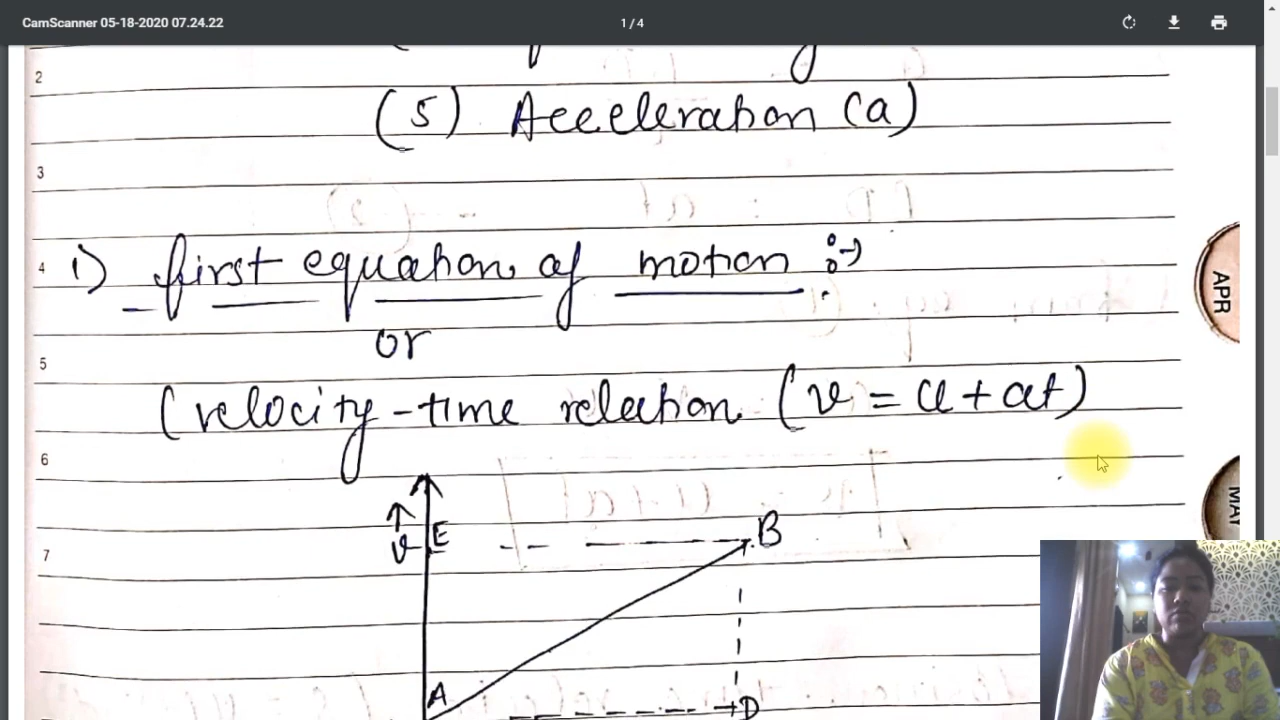 CamScanner 05-18-2020 07.24.22
1 / 4
2
(5) Acceleration (a)
3
4 i) first equation of motion :-
or
5
(velocity-time relation (v = u + at)
6
E
v
B
7
A
D
APR
MAY